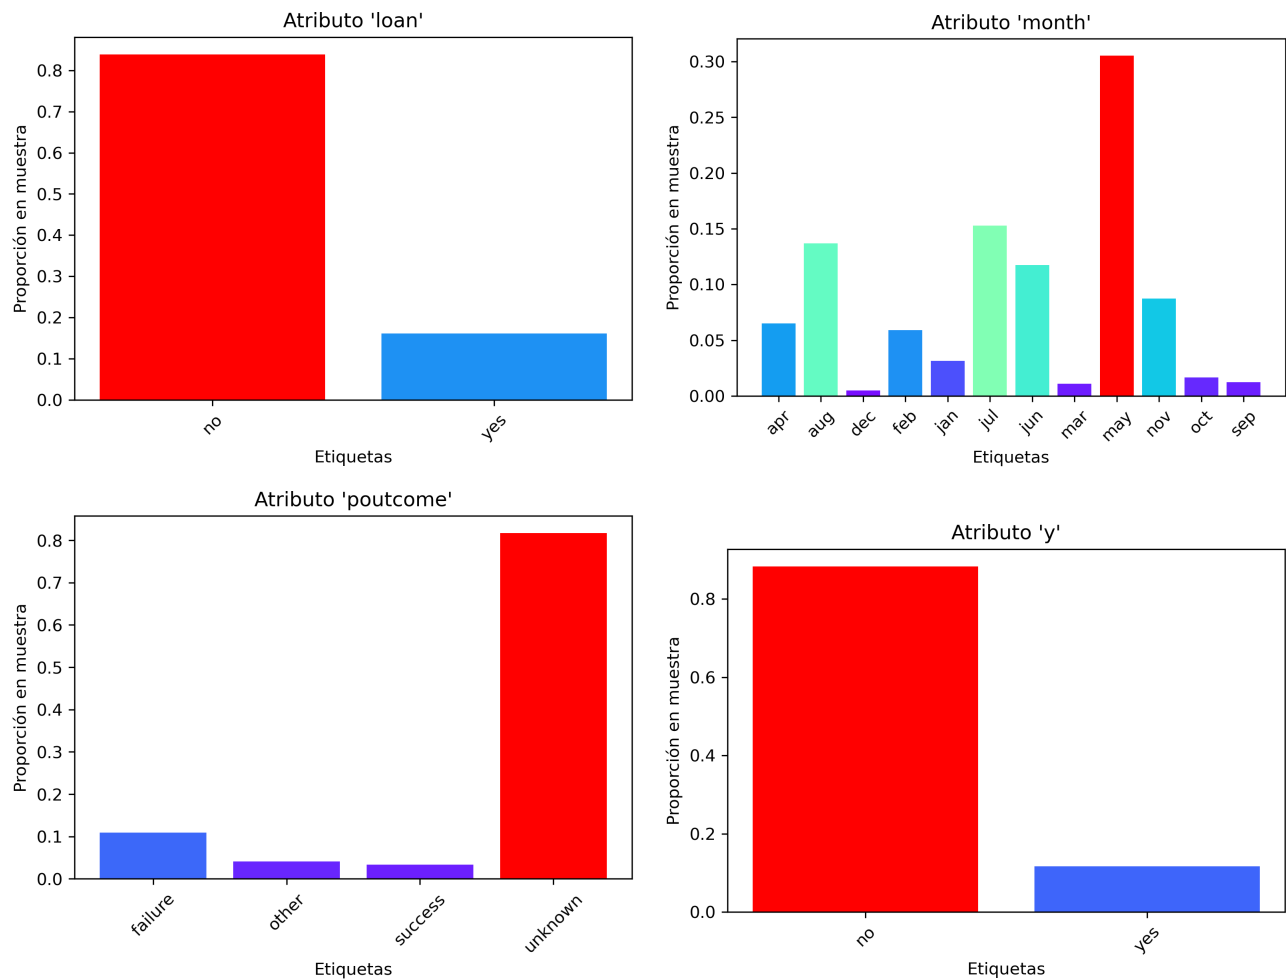 Atributo 'loan'
Proporción en muestra
0.8
0.7
0.6
0.5
0.4
0.3
0.2
0.1
0.0
no
yes
Etiquetas
Atributo 'month'
Proporción en muestra
0.30
0.25
0.20
0.15
0.10
0.05
0.00
apr
aug
dec
feb
jan
jul
jun
mar
may
nov
oct
sep
Etiquetas
Atributo 'poutcome'
Proporción en muestra
0.8
0.7
0.6
0.5
0.4
0.3
0.2
0.1
0.0
failure
other
success
unknown
Etiquetas
Atributo 'y'
Proporción en muestra
0.8
0.6
0.4
0.2
0.0
no
yes
Etiquetas